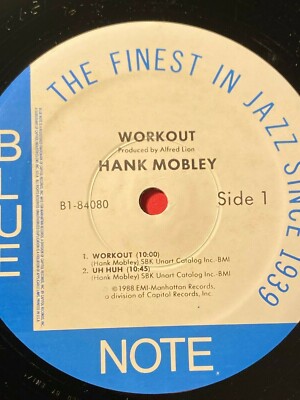 THE FINEST IN JAZZ SINCE 1939
WORKOUT
Produced by Alfred Lion
HANK MOBLEY
B1-84080
Side 1
1. WORKOUT (10:00)
(Hank Mobley) SBK Unart Catalog Inc.-BMI
2. UH HUH (10:45)
(Hank Mobley) SBK Unart Catalog Inc.-BMI
℗©1988 EMI-Manhattan Records,
a division of Capitol Records, Inc.
BLUE
NOTE